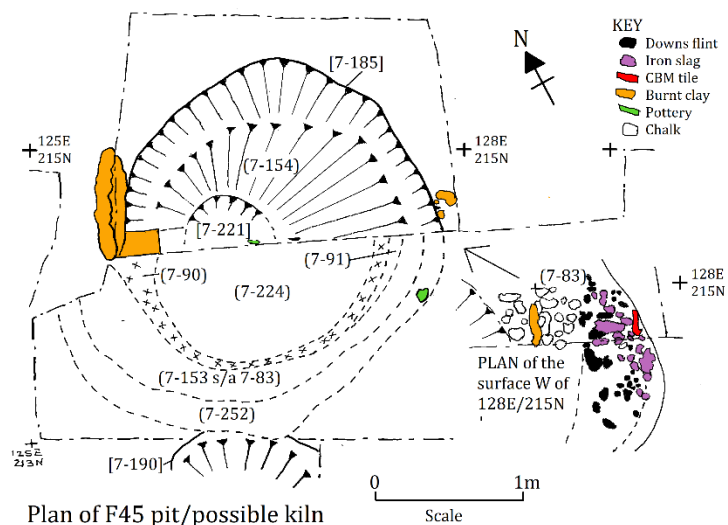 KEY
Downs flint
Iron slag
CBM tile
Burnt clay
Pottery
Chalk
N
[7-185]
125E
215N
128E
215N
(7-154)
[7-221]
(7-90)
(7-91)
(7-224)
(7-83)
128E
215N
PLAN of the
surface W of
128E/215N
(7-153 s/a 7-83)
(7-252)
125E
213N
[7-190]
0
1m
Scale
Plan of F45 pit/possible kiln